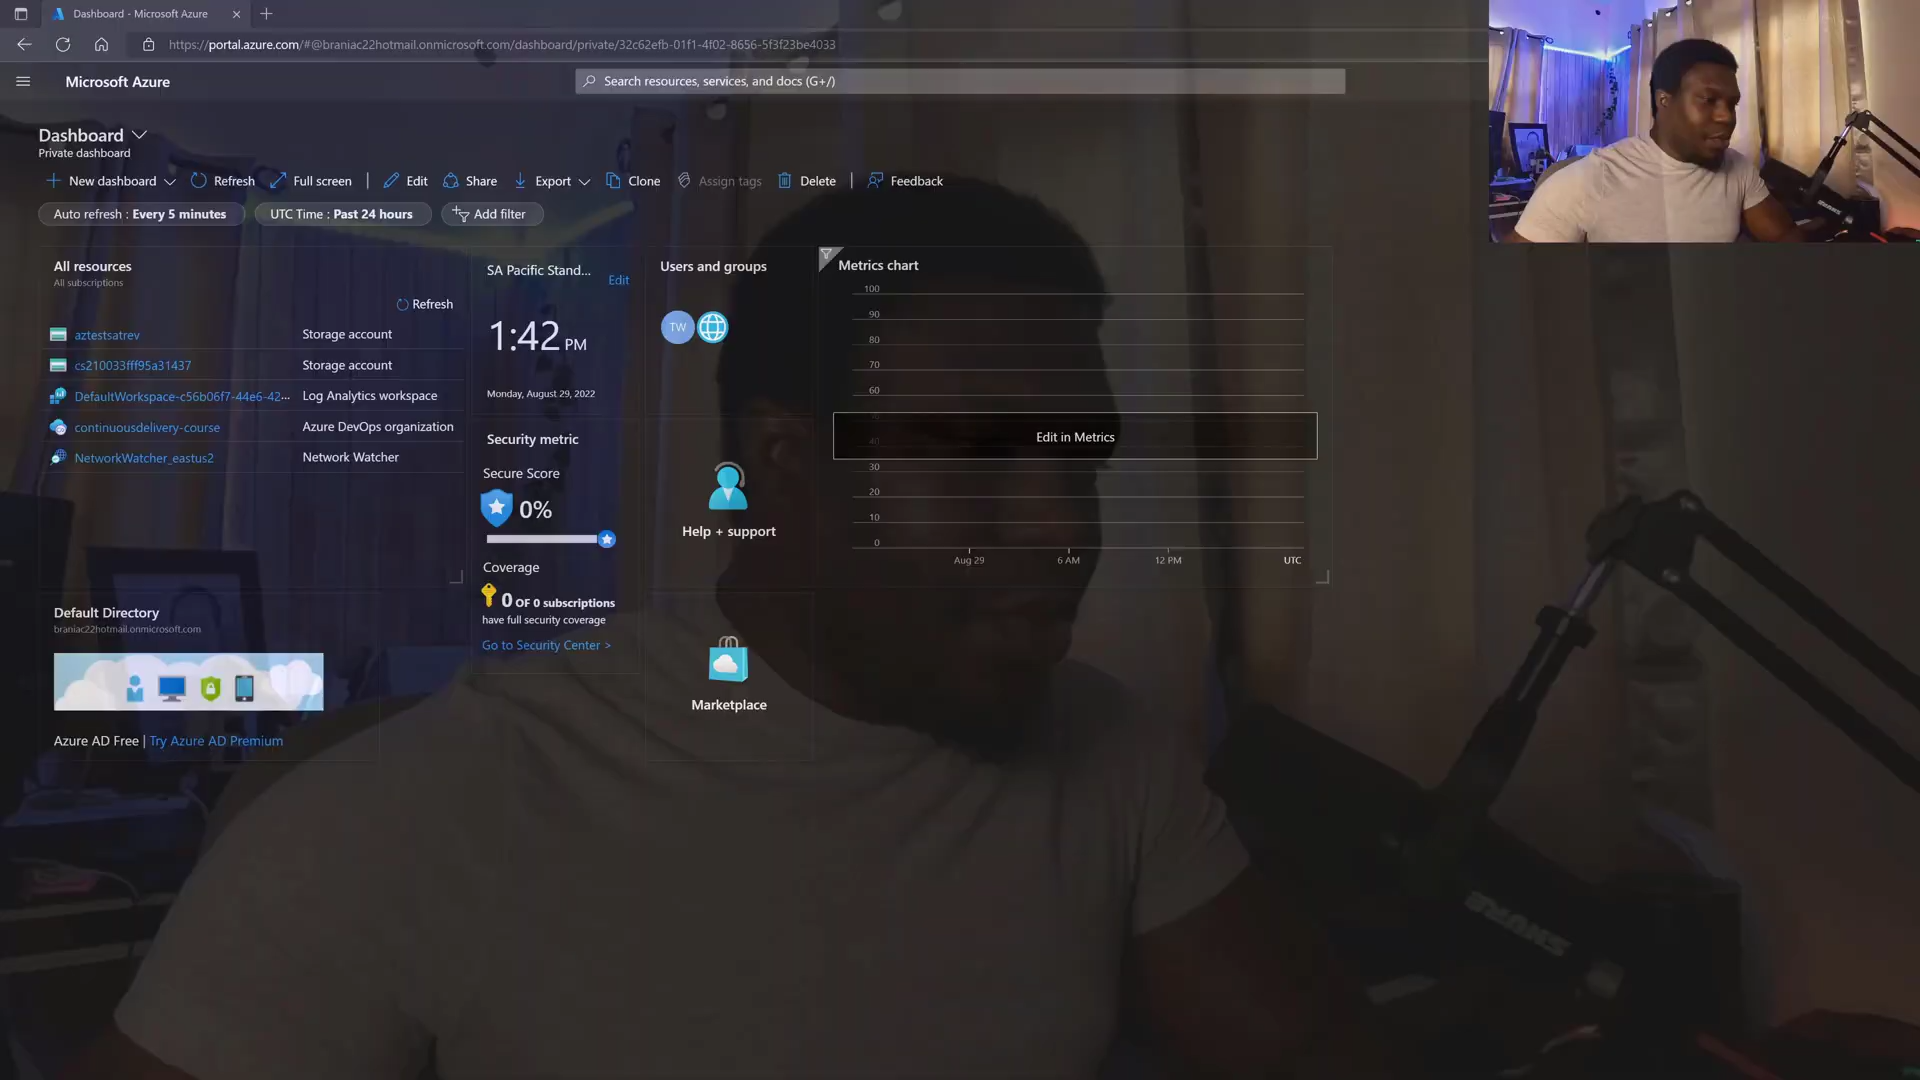 Dashboard - Microsoft Azure
https://portal.azure.com/#@braniac22hotmail.onmicrosoft.com/dashboard/private/32c62efb-01f1-4f02-8656-5f3f23be4033
Microsoft Azure
Search resources, services, and docs (G+/)
Dashboard
Private dashboard
New dashboard
Refresh
Full screen
Edit
Share
Export
Clone
Assign tags
Delete
Feedback
Auto refresh : Every 5 minutes
UTC Time : Past 24 hours
Add filter
All resources
All subscriptions
Refresh
aztestsatrev Storage account
cs210033fff95a31437 Storage account
DefaultWorkspace-c56b06f7-44e6-42... Log Analytics workspace
continuousdelivery-course Azure DevOps organization
NetworkWatcher_eastus2 Network Watcher
SA Pacific Stand...
Edit
1:42 PM
Monday, August 29, 2022
Security metric
Secure Score
0%
Coverage
0 OF 0 subscriptions
have full security coverage
Go to Security Center >
Users and groups
TW
Help + support
Marketplace
Metrics chart
100
90
80
70
60
Edit in Metrics
40
30
20
10
0
Aug 29
6 AM
12 PM
UTC
Default Directory
braniac22hotmail.onmicrosoft.com
Azure AD Free | Try Azure AD Premium
SHURE
SHURE